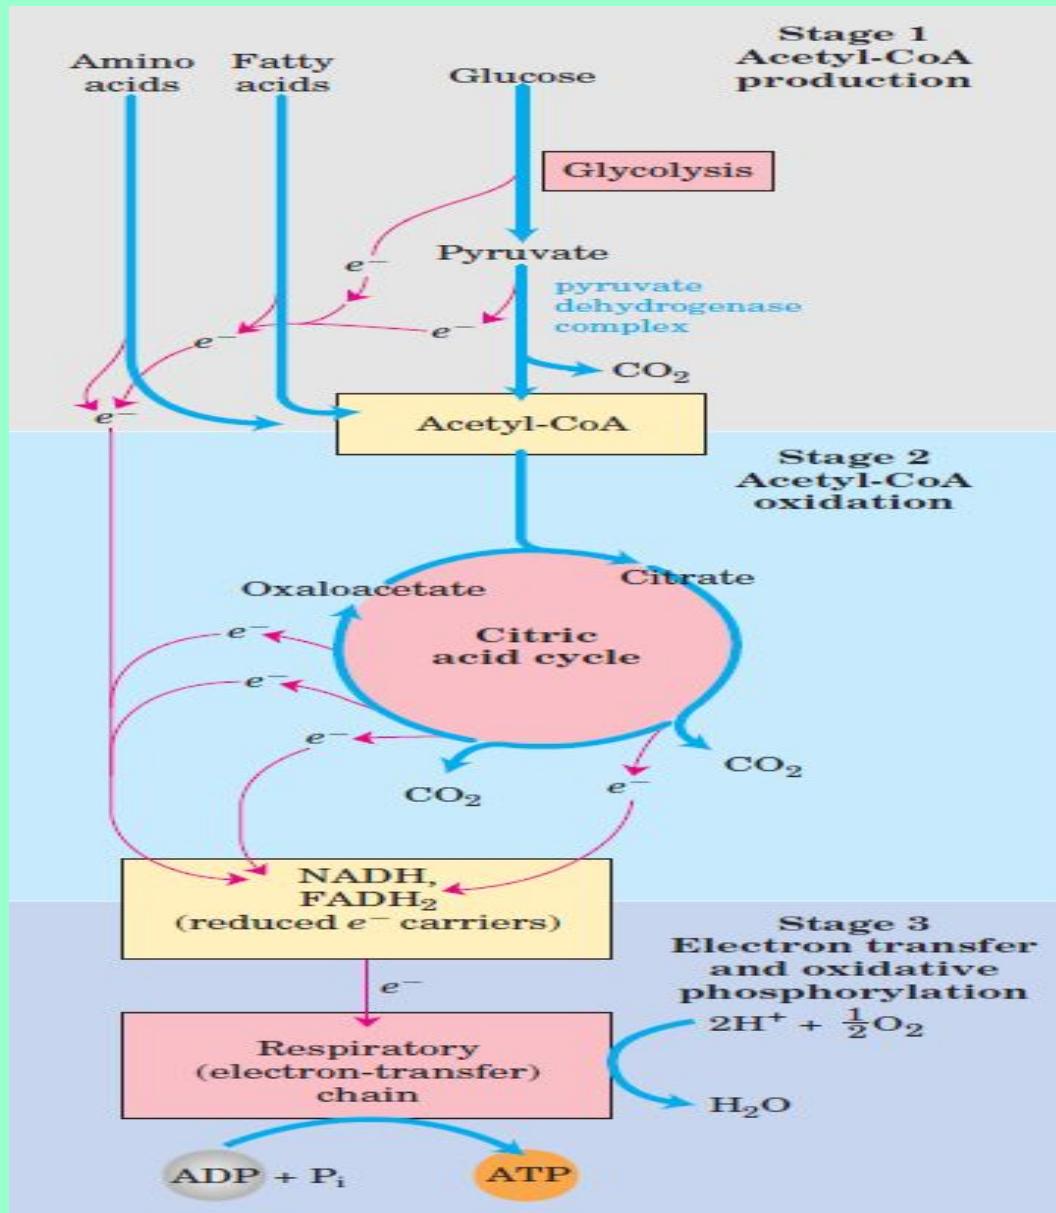 Stage 1
Acetyl-CoA
production
Amino
acids
Fatty
acids
Glucose
Glycolysis
Pyruvate
e⁻
pyruvate
dehydrogenase
complex
e⁻
e⁻
CO₂
e⁻
Acetyl-CoA
Stage 2
Acetyl-CoA
oxidation
Oxaloacetate
Citrate
Citric
acid cycle
e⁻
e⁻
e⁻
CO₂
e⁻
CO₂
NADH,
FADH₂
(reduced e⁻ carriers)
Stage 3
Electron transfer
and oxidative
phosphorylation
e⁻
2H⁺ + ½O₂
Respiratory
(electron-transfer)
chain
H₂O
ADP + Pᵢ
ATP